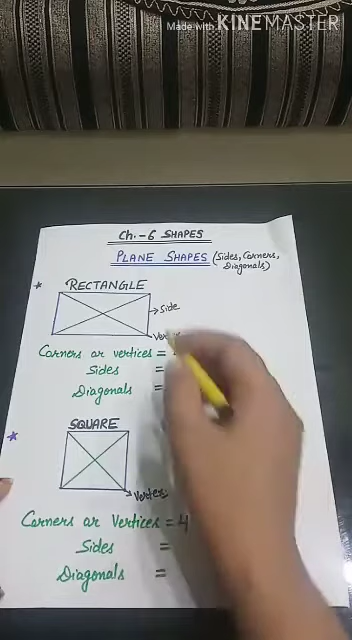 Made with KINEMASTER
Ch.-6 SHAPES
PLANE SHAPES (Sides, Corners, Diagonals)
* RECTANGLE
→ Side
Corners or vertices =
Sides =
Diagonals =
* SQUARE
→ Vertex
Corners or Vertices = 4
Sides =
Diagonals =